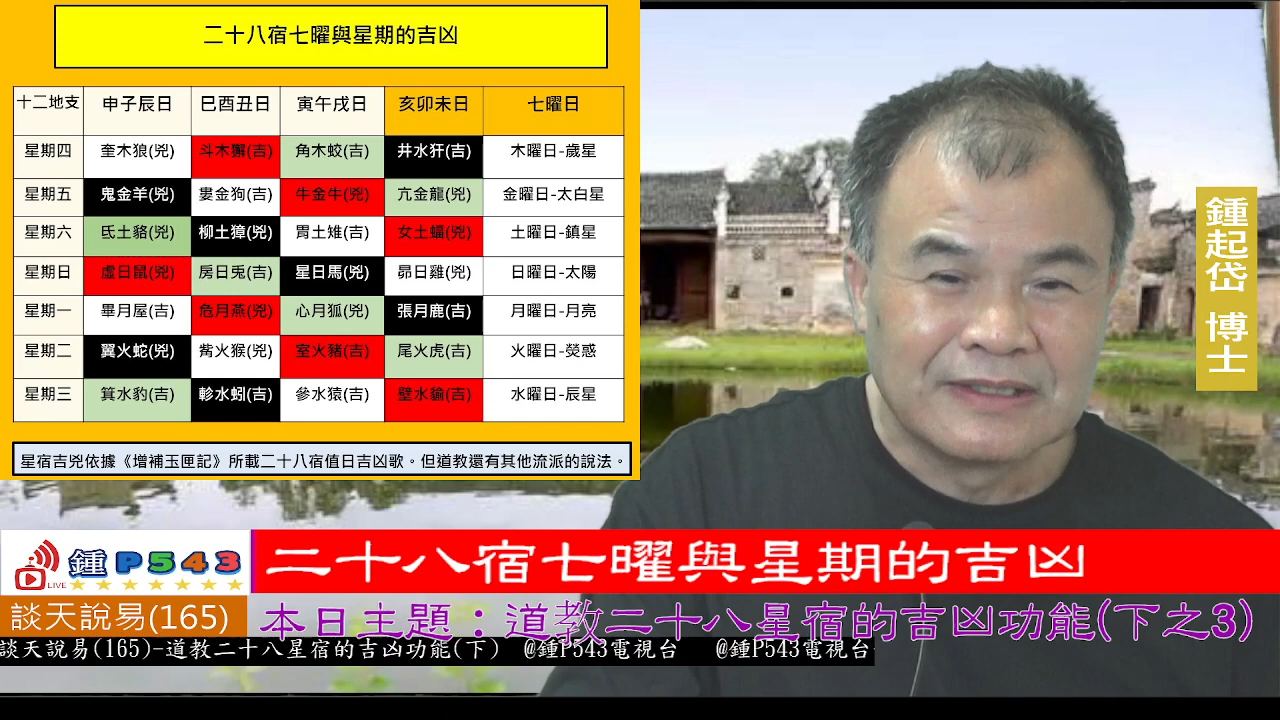 二十八宿七曜與星期的吉凶
十二地支 申子辰日 巳酉丑日 寅午戌日 亥卯未日 七曜日
星期四 奎木狼(兇) 斗木獬(吉) 角木蛟(吉) 井水犴(吉) 木曜日-歲星
星期五 鬼金羊(兇) 婁金狗(吉) 牛金牛(兇) 亢金龍(兇) 金曜日-太白星
星期六 氐土貉(兇) 柳土獐(兇) 胃土雉(吉) 女土蝠(兇) 土曜日-鎮星
星期日 虛日鼠(兇) 房日兎(吉) 星日馬(兇) 昴日雞(兇) 日曜日-太陽
星期一 畢月屋(吉) 危月燕(兇) 心月狐(兇) 張月鹿(吉) 月曜日-月亮
星期二 翼火蛇(兇) 觜火猴(兇) 室火豬(吉) 尾火虎(吉) 火曜日-熒惑
星期三 箕水豹(吉) 軫水蚓(吉) 參水猿(吉) 壁水貐(吉) 水曜日-辰星
星宿吉兇依據《增補玉匣記》所載二十八宿值日吉凶歌。但道教還有其他流派的說法。
鍾起岱 博士
LIVE 鍾P543
二十八宿七曜與星期的吉凶
談天說易(165)
本日主題：道教二十八星宿的吉凶功能(下之3)
談天說易(165)-道教二十八星宿的吉凶功能(下) @鍾P543電視台 @鍾P543電視台